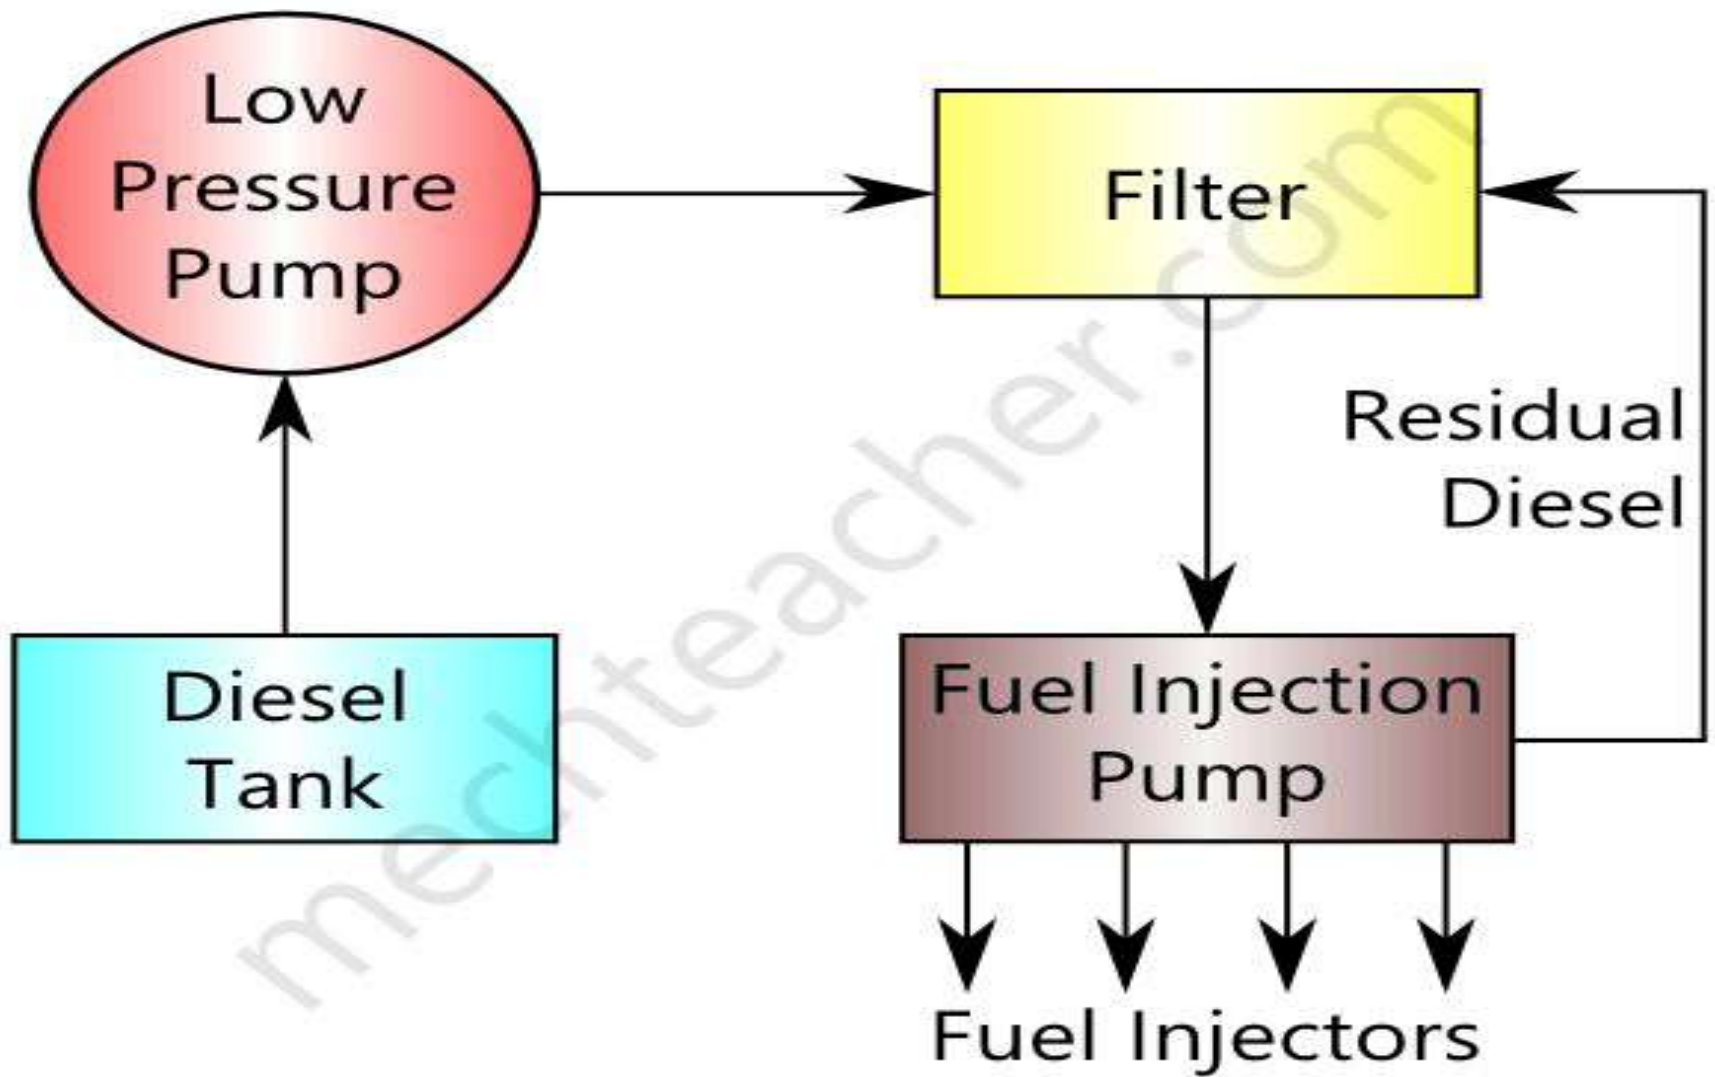 Low
Pressure
Pump
Filter
Residual
Diesel
Diesel
Tank
Fuel Injection
Pump
Fuel Injectors
mechteacher.com